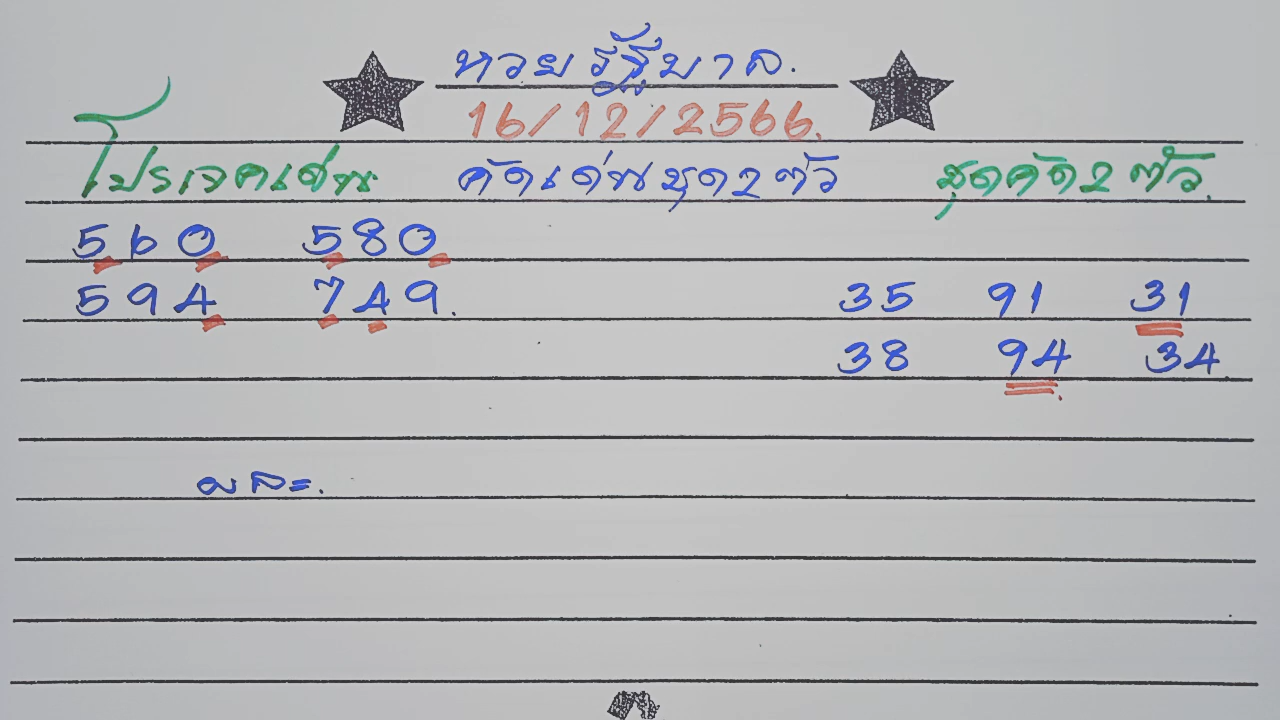 หวยรัฐบาล.
16/12/2566.
โปรเจคเด่น คัดเด่นชุด2ตัว สุดคัด2ตัว.
560 580
594 749. 35 91 31
38 94 34
ผล=.